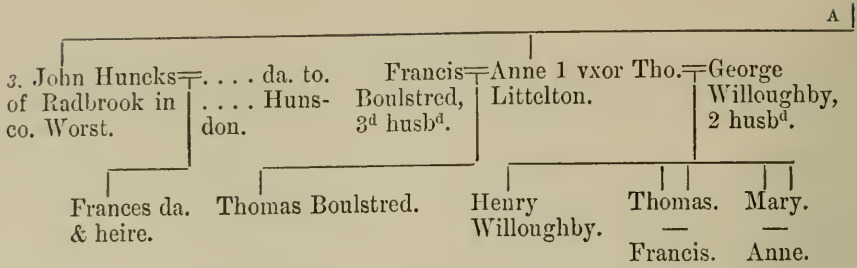 A
3. John Huncks
of Radbrook in
co. Worst.
. . . . da. to.
. . . . Huns-
don.
Francis
Boulstred,
3d husbd.
Anne 1 vxor Tho.
Littelton.
George
Willoughby,
2 husbd.
Frances da.
& heire.
Thomas Boulstred.
Henry
Willoughby.
Thomas.
—
Francis.
Mary.
—
Anne.